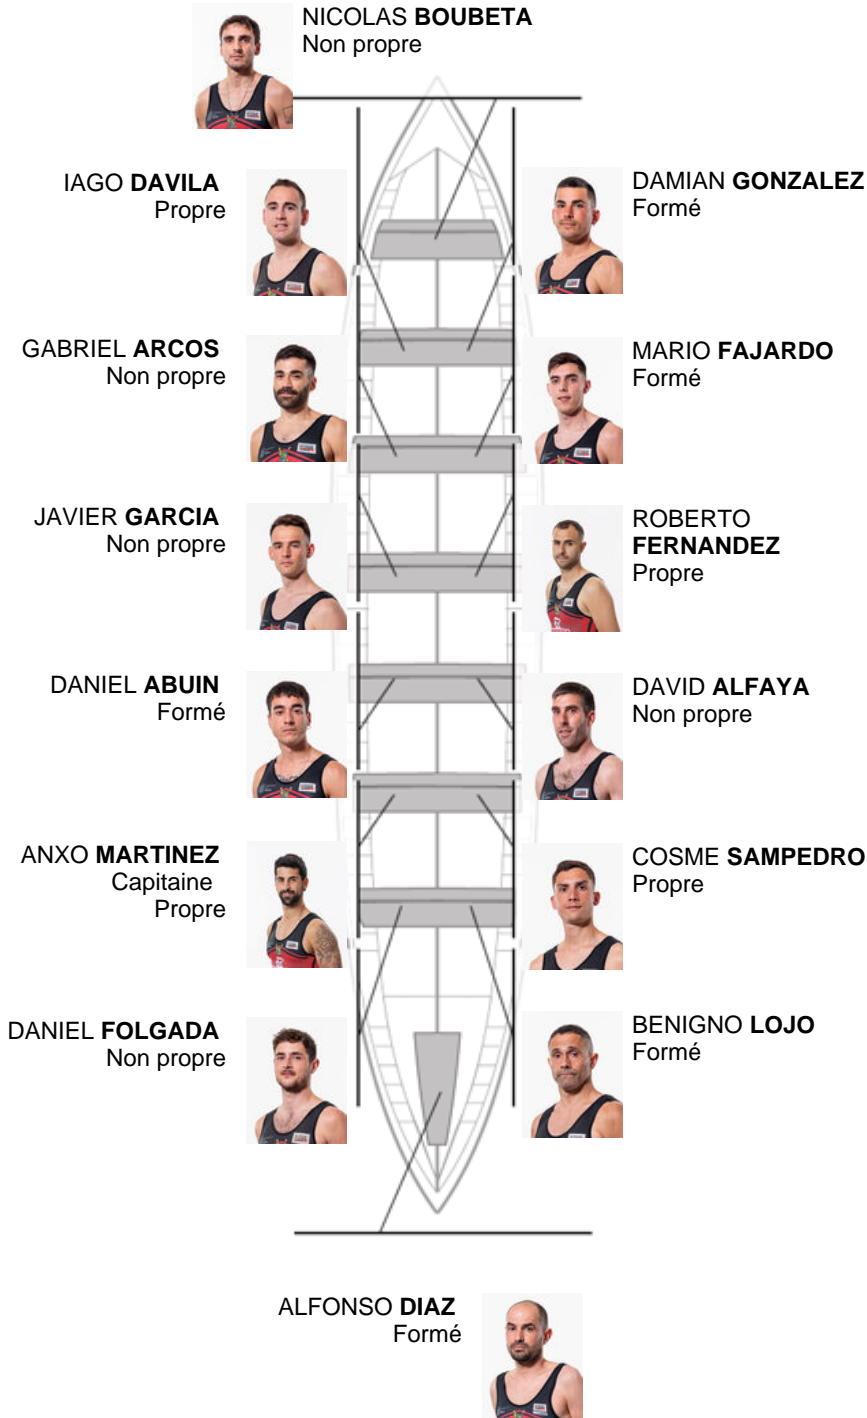 NICOLAS BOUBETA
Non propre
IAGO DAVILA
Propre
DAMIAN GONZALEZ
Formé
GABRIEL ARCOS
Non propre
MARIO FAJARDO
Formé
JAVIER GARCIA
Non propre
ROBERTO
FERNANDEZ
Propre
DANIEL ABUIN
Formé
DAVID ALFAYA
Non propre
ANXO MARTINEZ
Capitaine
Propre
COSME SAMPEDRO
Propre
DANIEL FOLGADA
Non propre
BENIGNO LOJO
Formé
ALFONSO DIAZ
Formé